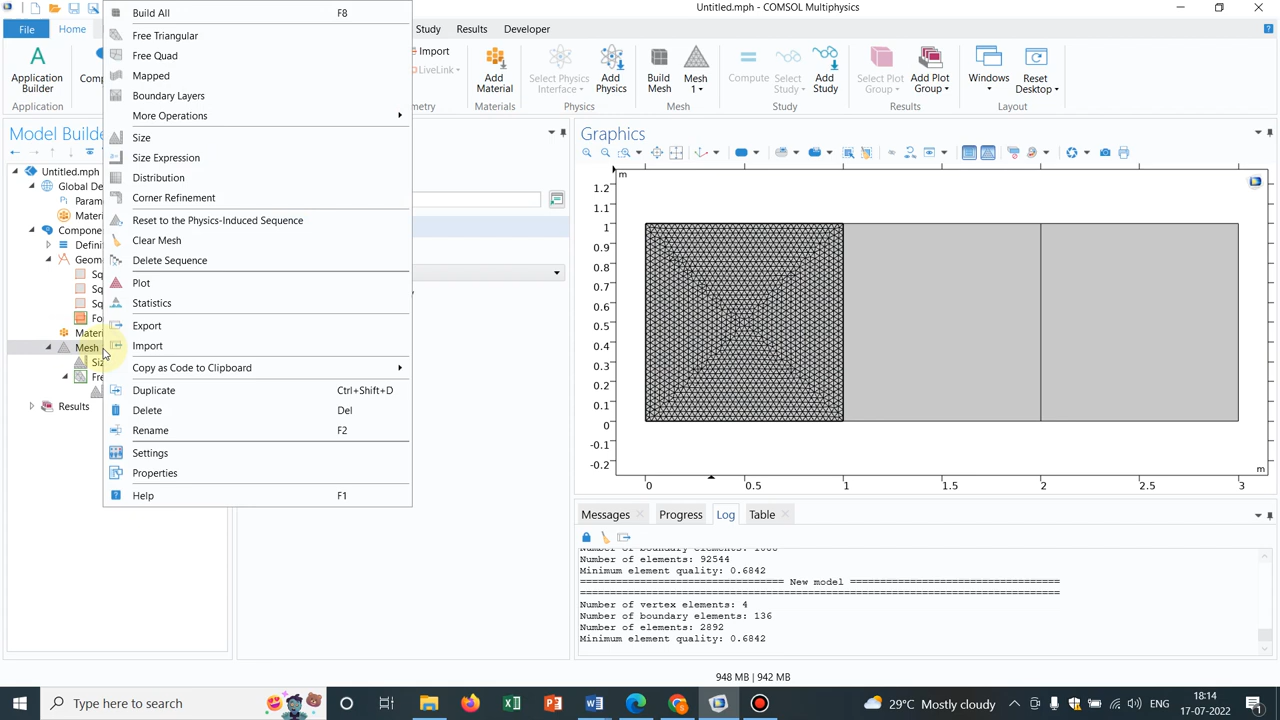 Untitled.mph - COMSOL Multiphysics
File
Home
Study
Results
Developer
Application
Builder
Application
Import
LiveLink
Add
Material
Materials
Select Physics
Interface
Add
Physics
Physics
Build
Mesh
Mesh
1
Mesh
Compute
Select
Study
Add
Study
Study
Select Plot
Group
Add Plot
Group
Results
Windows
Reset
Desktop
Layout
Build All F8
Free Triangular
Free Quad
Mapped
Boundary Layers
More Operations
Size
Size Expression
Distribution
Corner Refinement
Reset to the Physics-Induced Sequence
Clear Mesh
Delete Sequence
Plot
Statistics
Export
Import
Copy as Code to Clipboard
Duplicate Ctrl+Shift+D
Delete Del
Rename F2
Settings
Properties
Help F1
Untitled.mph
Global De
Mesh
Results
Graphics
m
1.2
1.1
1
0.9
0.8
0.7
0.6
0.5
0.4
0.3
0.2
0.1
0
-0.1
-0.2
0 0.5 1 1.5 2 2.5 3
m
Messages Progress Log Table
Number of elements: 92544
Minimum element quality: 0.6842
================================ New model ===================================
Number of vertex elements: 4
Number of boundary elements: 136
Number of elements: 2892
Minimum element quality: 0.6842
948 MB | 942 MB
Type here to search
29°C Mostly cloudy
ENG
18:14
17-07-2022
1